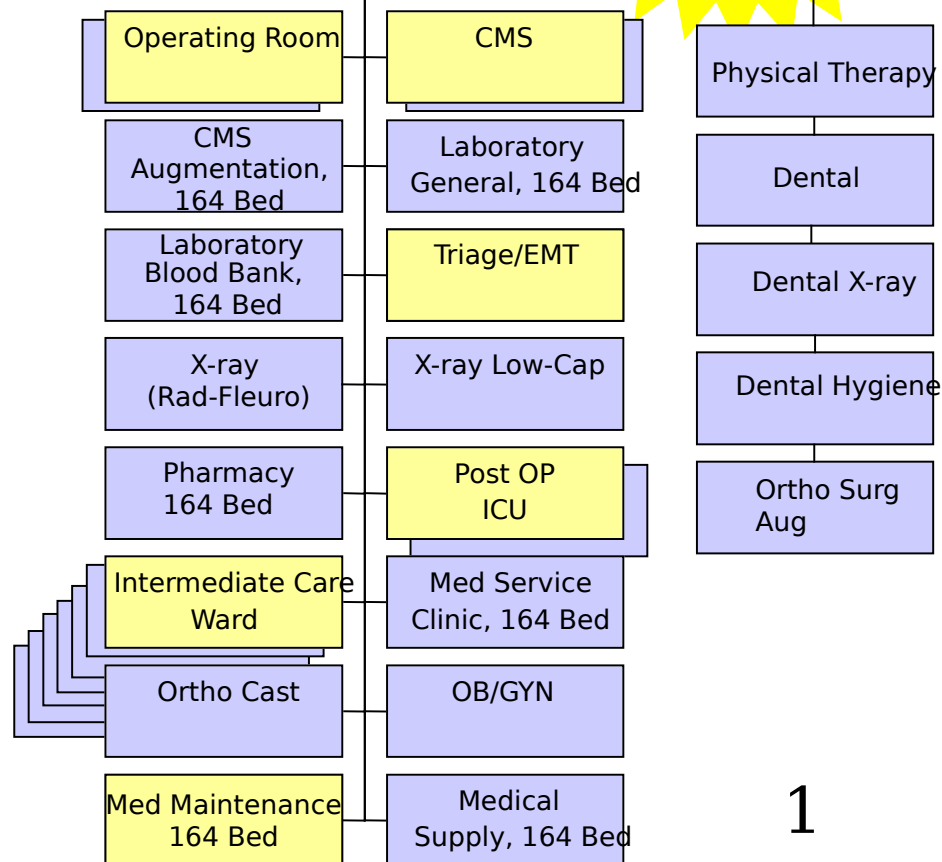 Operating Room
CMS
CMS
Augmentation,
164 Bed
Laboratory
General, 164 Bed
Laboratory
Blood Bank,
164 Bed
Triage/EMT
X-ray
(Rad-Fleuro)
X-ray Low-Cap
Pharmacy
164 Bed
Post OP
ICU
Intermediate Care
Ward
Med Service
Clinic, 164 Bed
Ortho Cast
OB/GYN
Med Maintenance
164 Bed
Medical
Supply, 164 Bed
Physical Therapy
Dental
Dental X-ray
Dental Hygiene
Ortho Surg
Aug
1